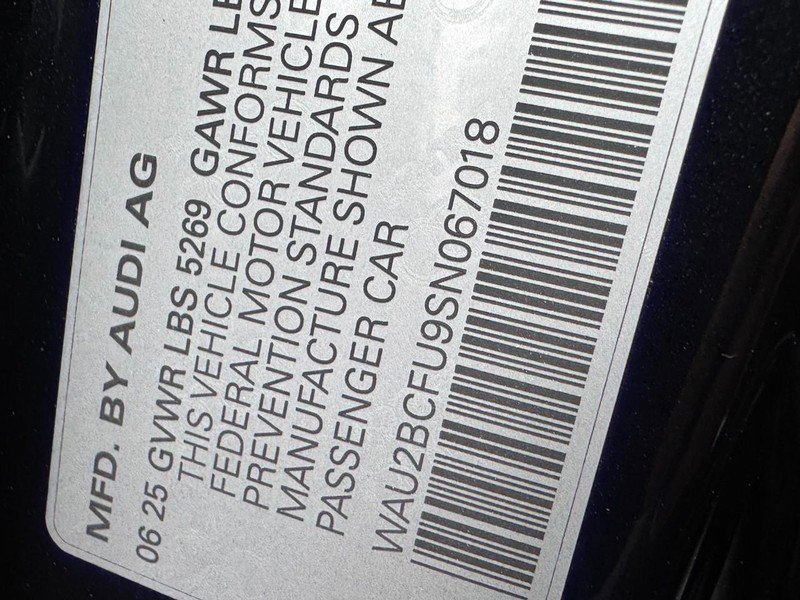 MFD. BY AUDI AG
06 25 GVWR LBS 5269 GAWR
THIS VEHICLE CONFORMS
FEDERAL MOTOR VEHICLE
PREVENTION STANDARDS
MANUFACTURE SHOWN
PASSENGER CAR
WAU2BCFU9SN067018